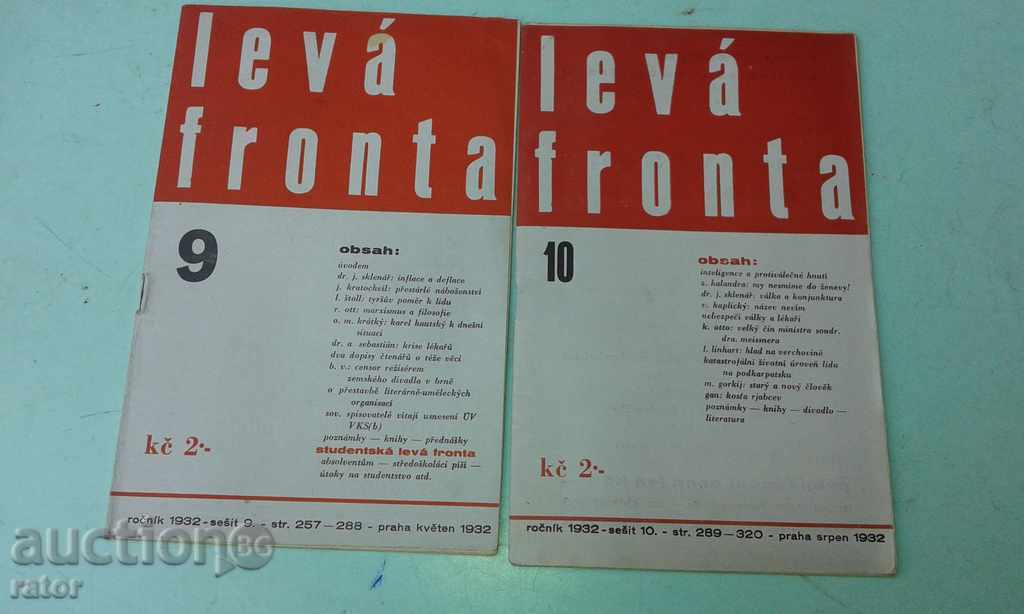 levá
fronta
9
obsah:
úvodem
dr. j. sklenář: inflace a deflace
j. kratochvíl: přestárlé náboženství
l. štoll: tyršův poměr k lidu
r. ott: marxismus a filosofie
o. m. krátký: karel kautský k dnešní
situaci
dr. a. sebastián: krise lékařů
dva dopisy čtenářů o téže věci
b. v.: censor režisérem
zemského divadla v brně
o přestavbě literárně-uměleckých
organisací
sov. spisovatelé vítají usnesení ÚV
VKS(b)
poznámky — knihy — přednášky
studentská levá fronta
absolventům — středoškoláci píší —
útoky na studentstvo atd.
kč 2·-
ročník 1932 - sešit 9. - str. 257—288 - praha květen 1932
levá
fronta
10
obsah:
inteligence a protiválečné hnutí
z. kalandra: my nesmíme do ženevy!
dr. j. sklenář: válka a konjunktura
v. kaplický: název nevím
nebezpečí války a lékaři
k. otto: velký čin ministra soudr.
dra. meissnera
l. linhart: hlad na verchovině
katastrofální životní úroveň lidu
na podkarpatsku
m. gorkij: starý a nový člověk
gan: kosťa rjabcev
poznámky — knihy — divadlo —
literatura
kč 2·-
ročník 1932 - sešit 10. - str. 289—320 - praha srpen 1932
auction BG
rator